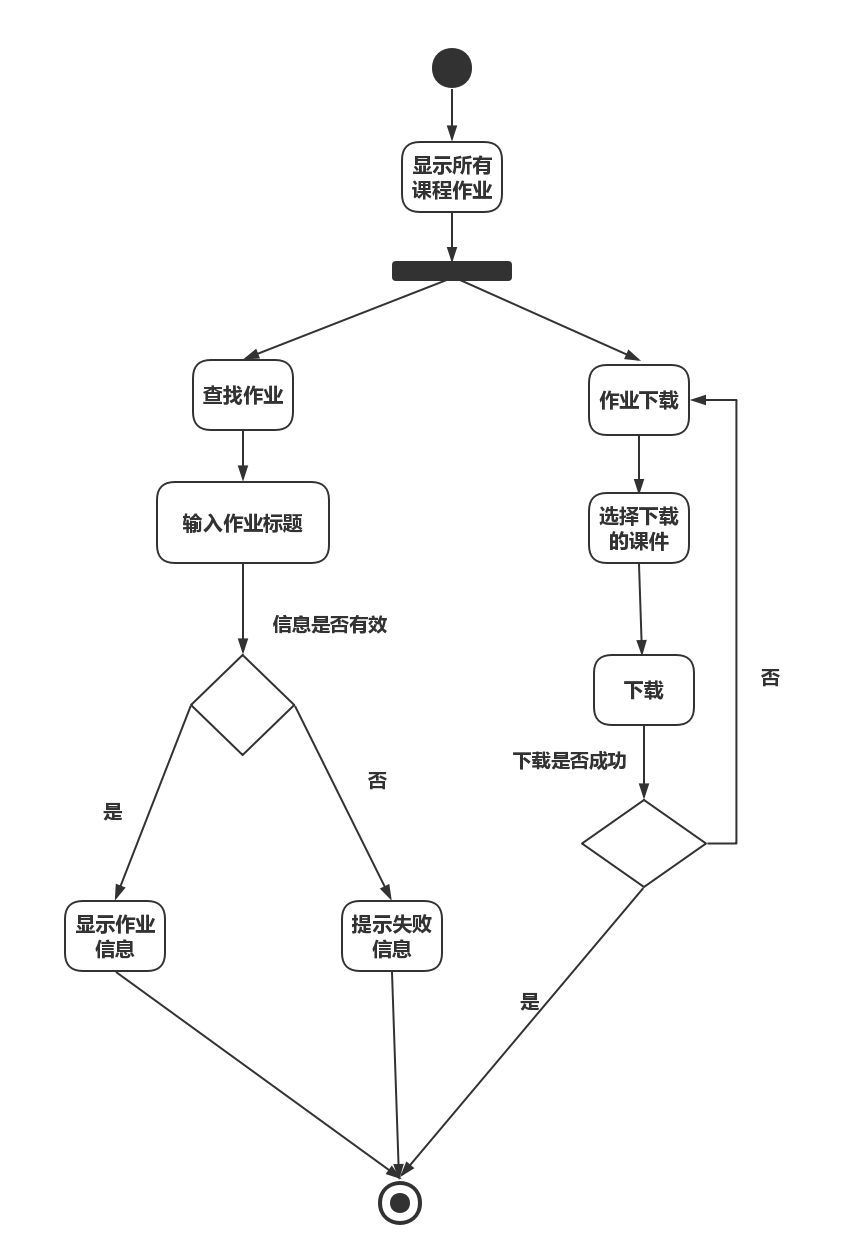 显示所有
课程作业
查找作业
作业下载
输入作业标题
选择下载
的课件
信息是否有效
下载
否
下载是否成功
否
是
显示作业
信息
提示失败
信息
是